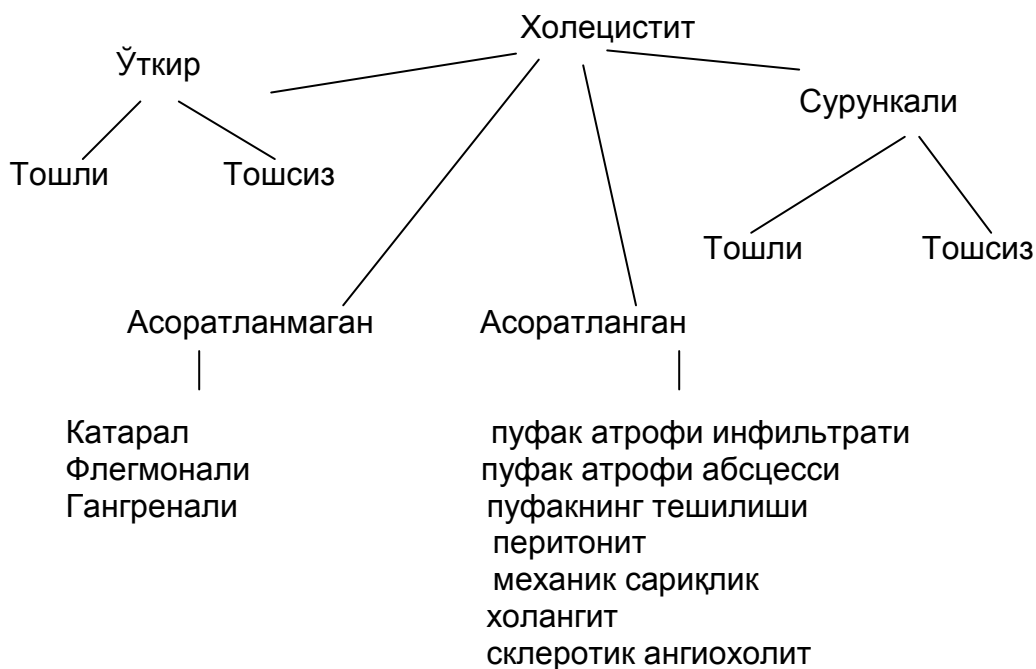 Холецистит
Ўткир
Сурункали
Тошли Тошсиз
Тошли Тошсиз
Асоратланмаган Асоратланган
Катарал
Флегмонали
Гангренали
пуфак атрофи инфильтрати
пуфак атрофи абсцесси
пуфакнинг тешилиши
перитонит
механик сариқлик
холангит
склеротик ангиохолит